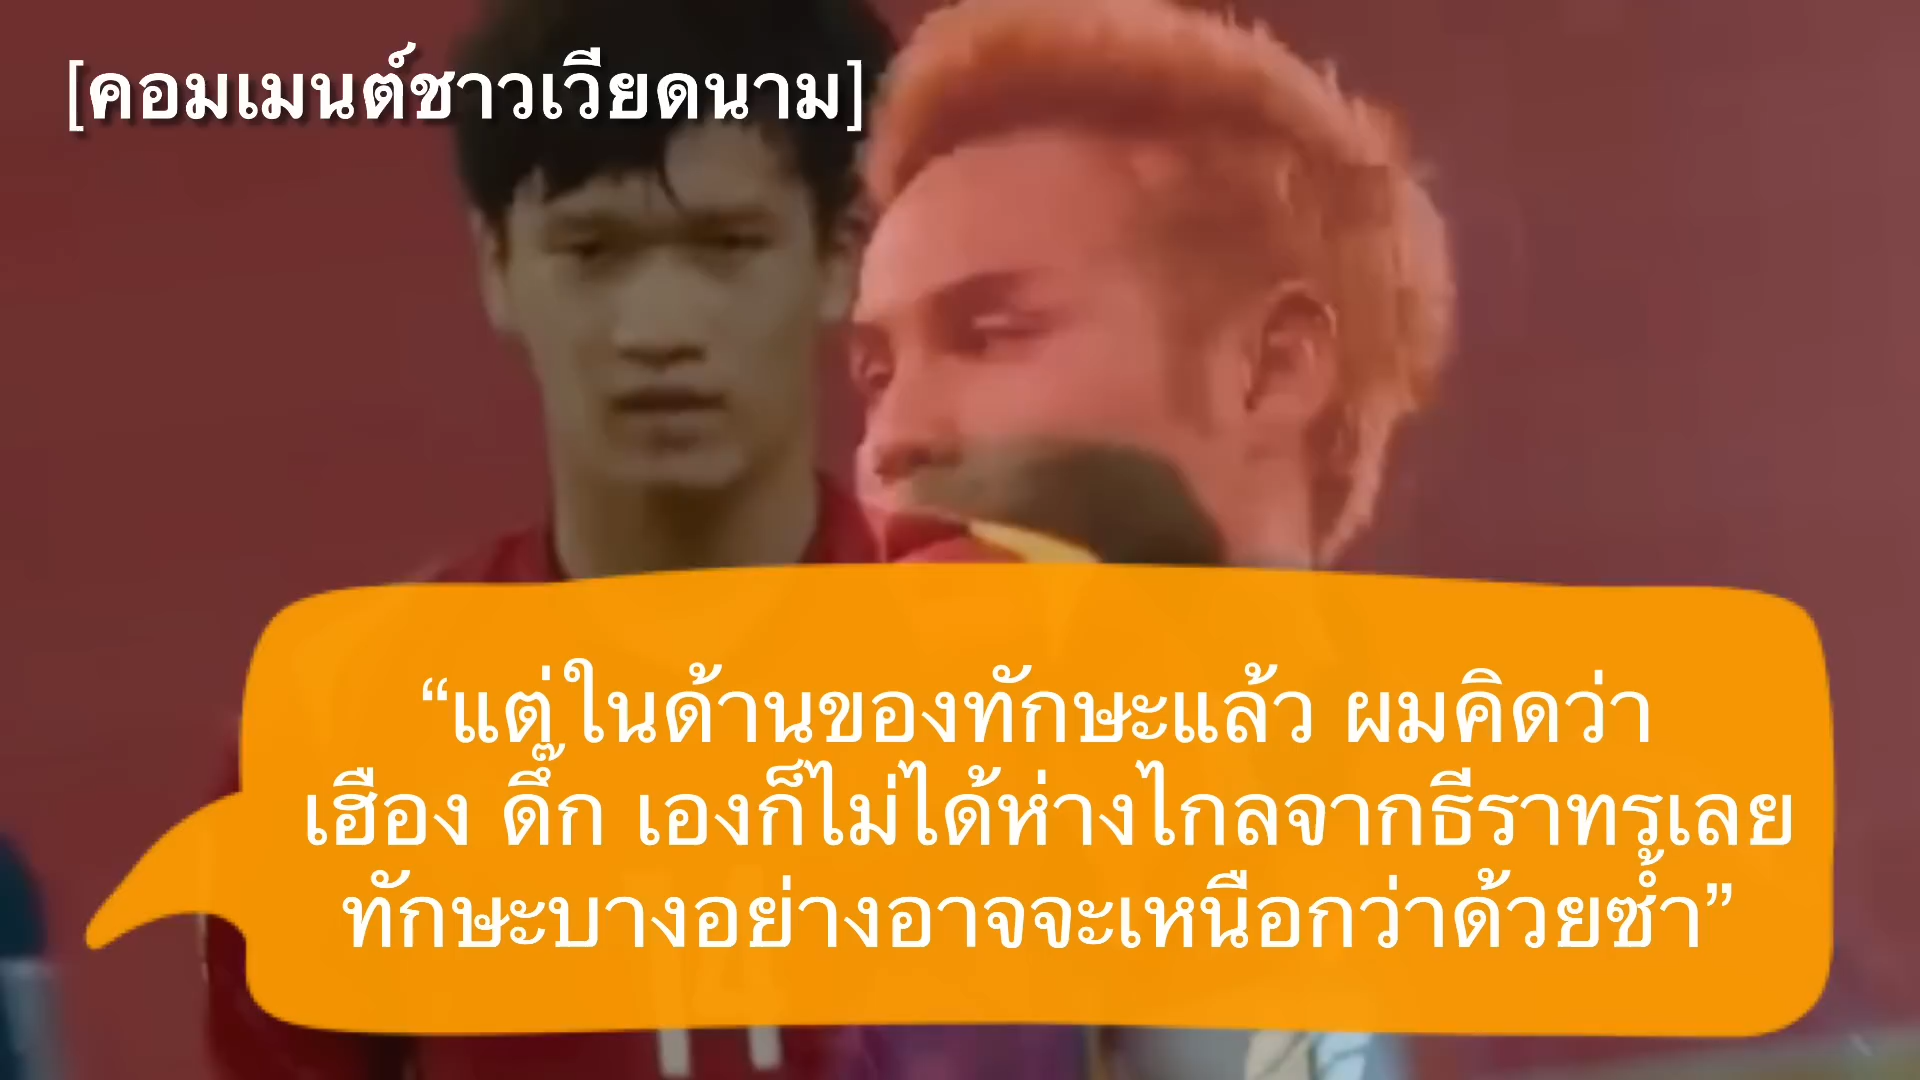 [คอมเมนต์ชาวเวียดนาม]
“แต่ในด้านของทักษะแล้ว ผมคิดว่า
เฮือง ดึ๊ก เองก็ไม่ได้ห่างไกลจากธีราทรเลย
ทักษะบางอย่างอาจจะเหนือกว่าด้วยซ้ำ”
14